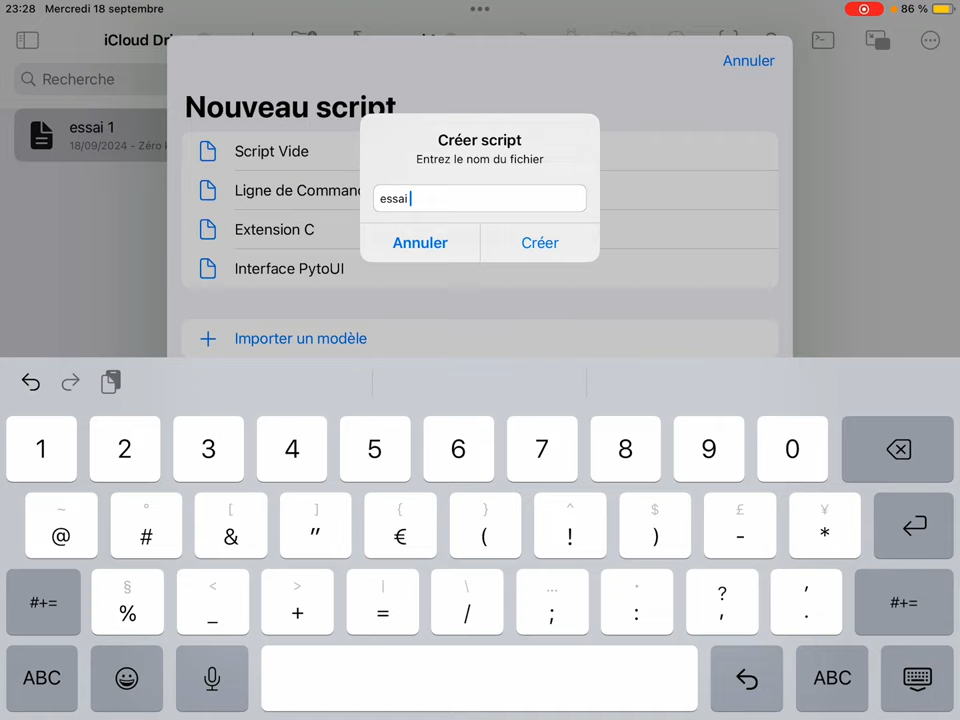 23:28 Mercredi 18 septembre
86 %
iCloud Dri
Annuler
Recherche
Nouveau script
essai 1
18/09/2024 - Zéro k
Script Vide
Ligne de Comman
Extension C
Interface PytoUI
Importer un modèle
Créer script
Entrez le nom du fichier
essai
Annuler
Créer
1 2 3 4 5 6 7 8 9 0
~ ° [ ] { } ^ $ £ ¥
@ # & " € ( ! ) - *
§ < > | \ … · ? '
#+= % _ + = / ; : , . #+=
ABC ABC